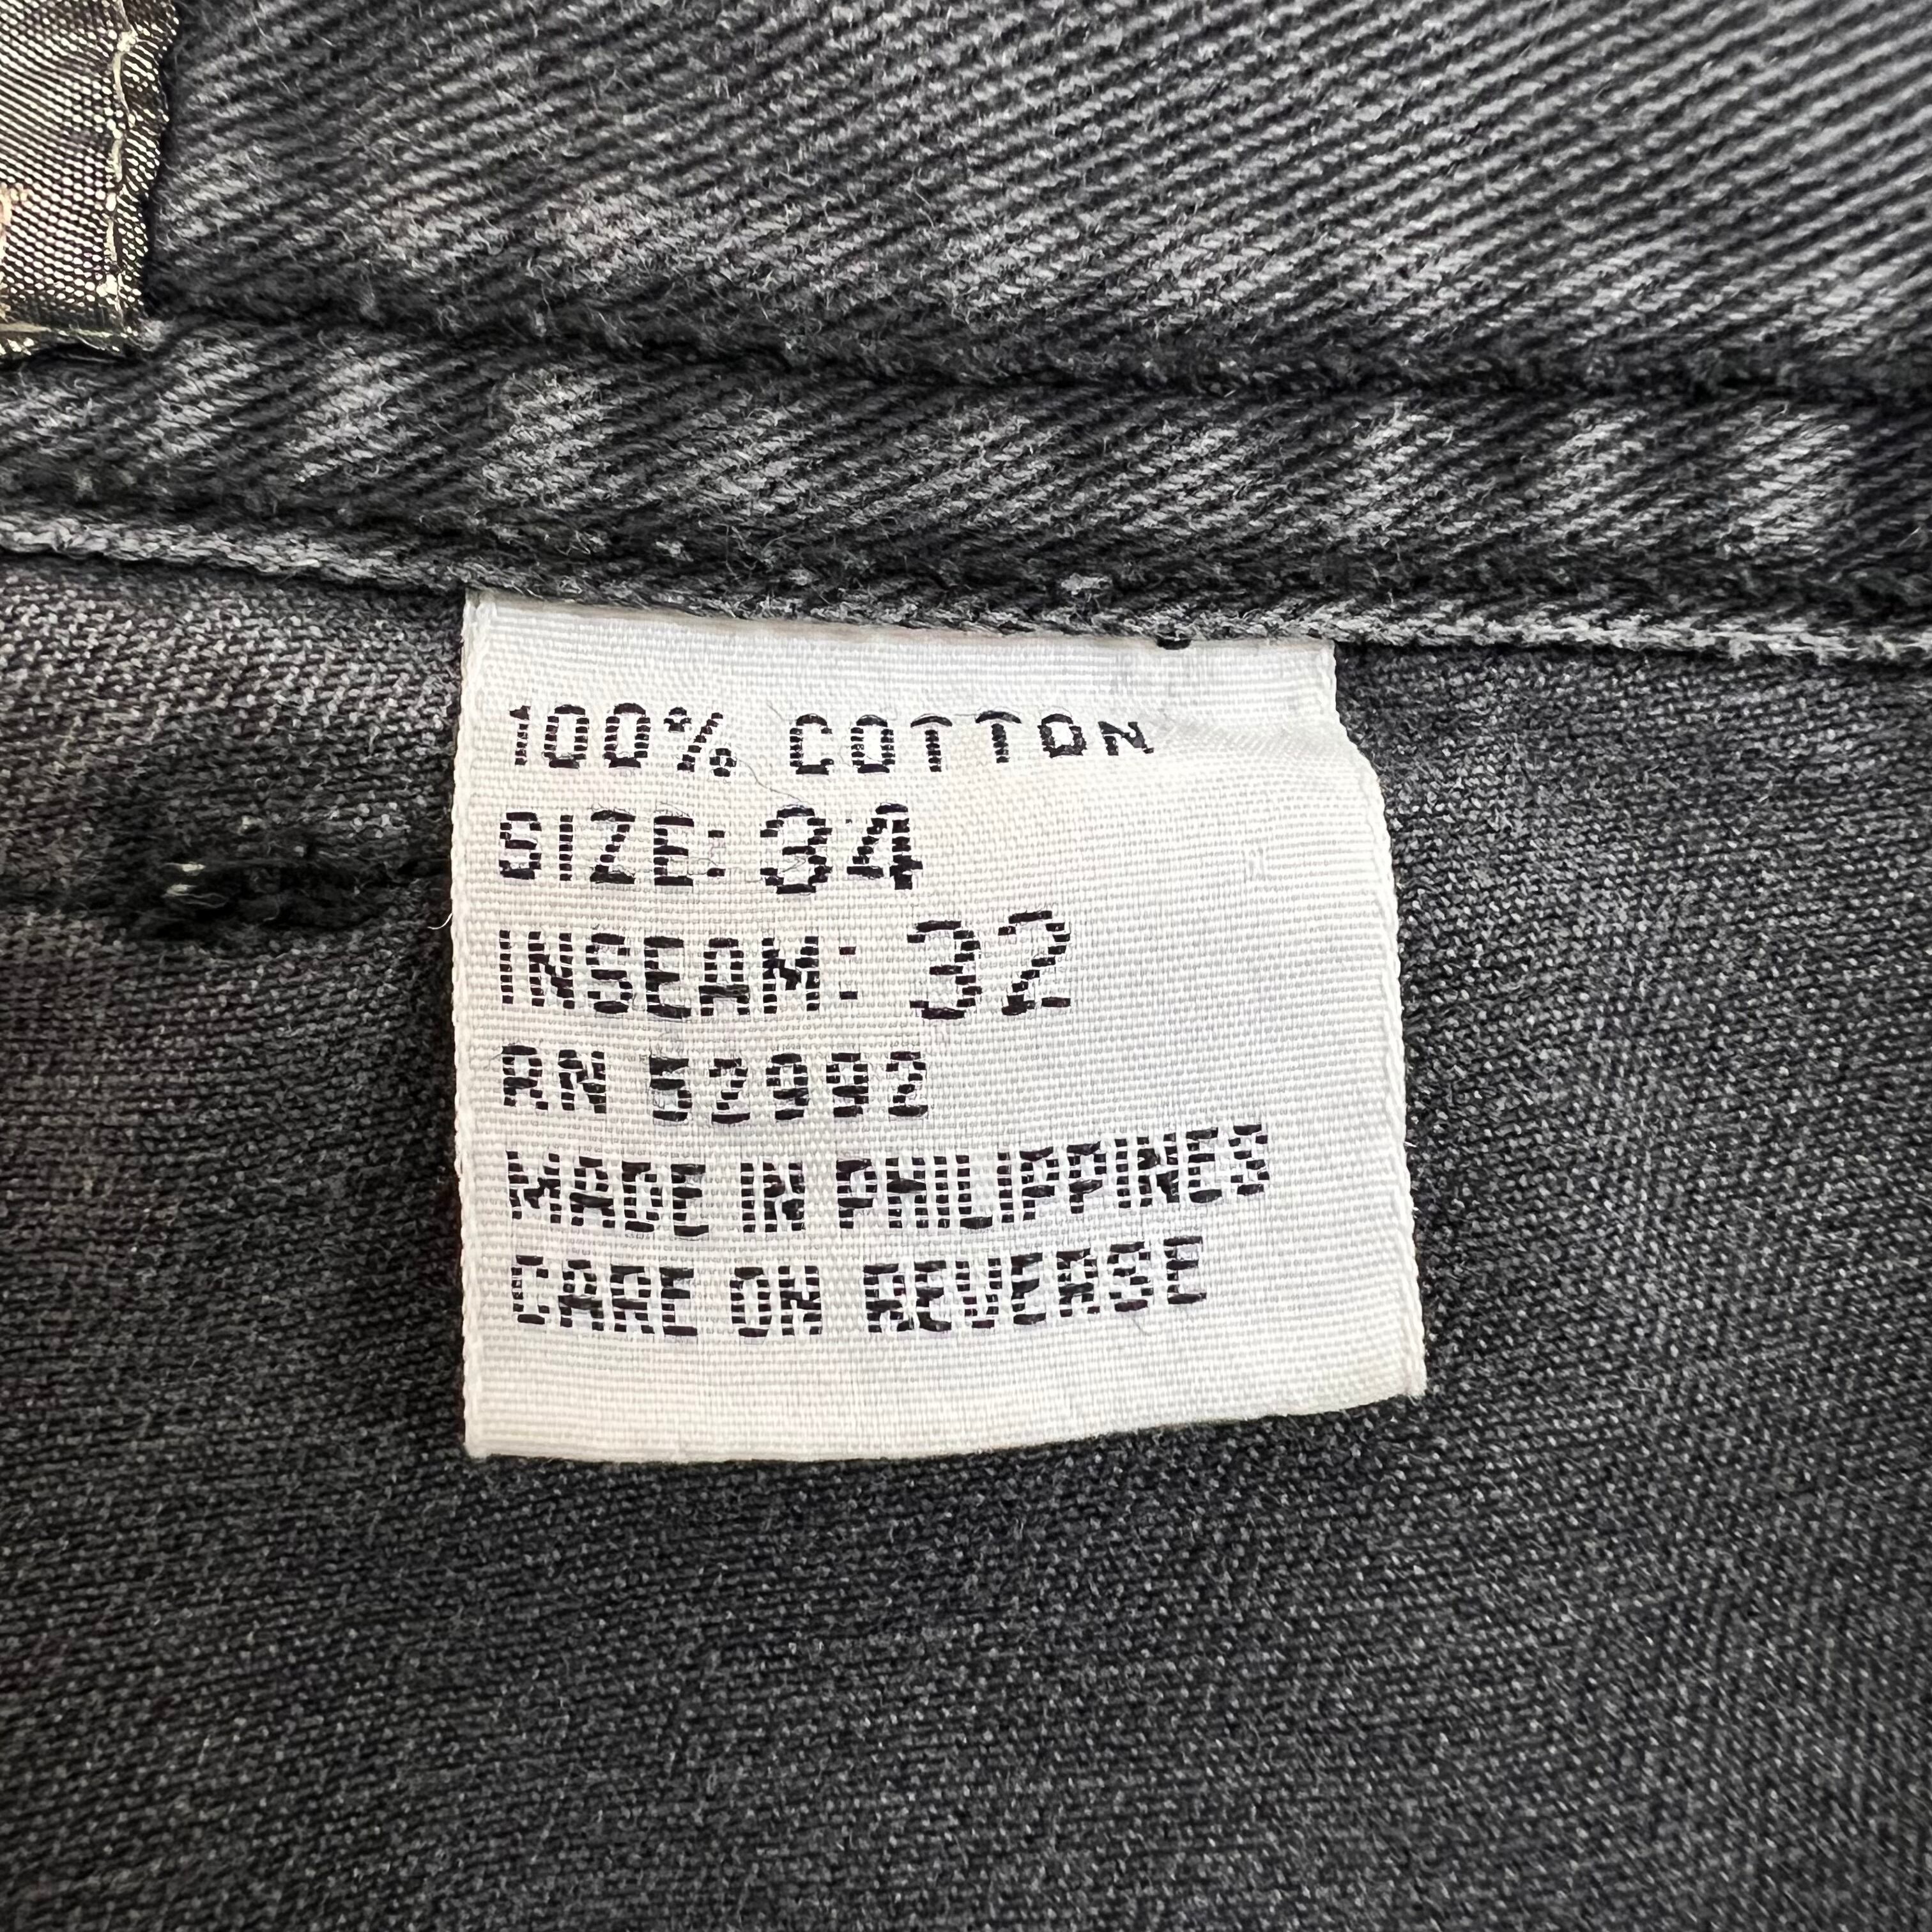 100% COTTON
SIZE: 34
INSEAM: 32
RN 52992
MADE IN PHILIPPINES
CARE ON REVERSE